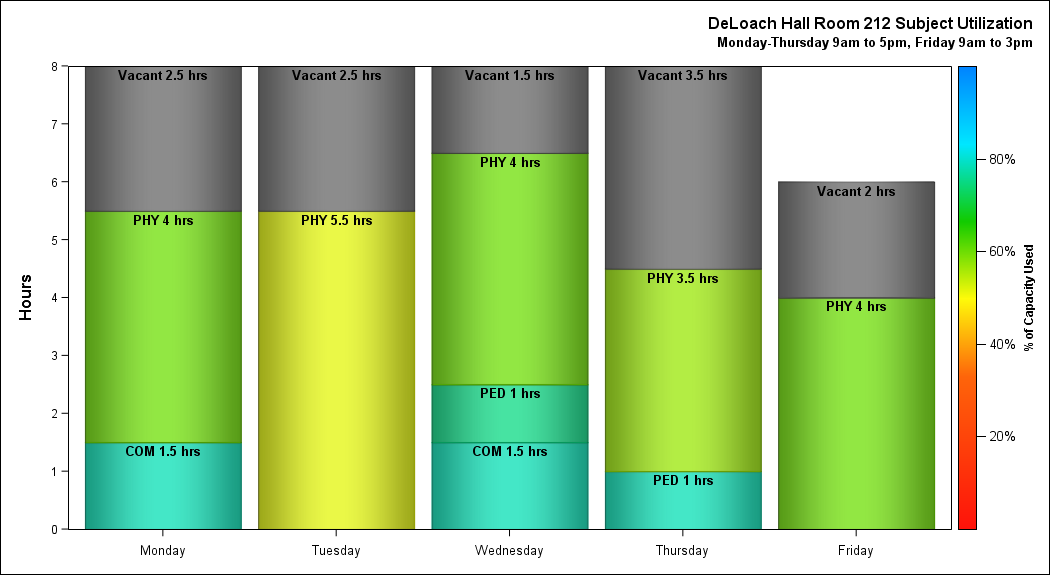 DeLoach Hall Room 212 Subject Utilization
Monday-Thursday 9am to 5pm, Friday 9am to 3pm
Hours
8
7
6
5
4
3
2
1
0
Vacant 2.5 hrs
PHY 4 hrs
COM 1.5 hrs
Vacant 2.5 hrs
PHY 5.5 hrs
Vacant 1.5 hrs
PHY 4 hrs
PED 1 hrs
COM 1.5 hrs
Vacant 3.5 hrs
PHY 3.5 hrs
PED 1 hrs
Vacant 2 hrs
PHY 4 hrs
Monday
Tuesday
Wednesday
Thursday
Friday
80%
60%
40%
20%
% of Capacity Used